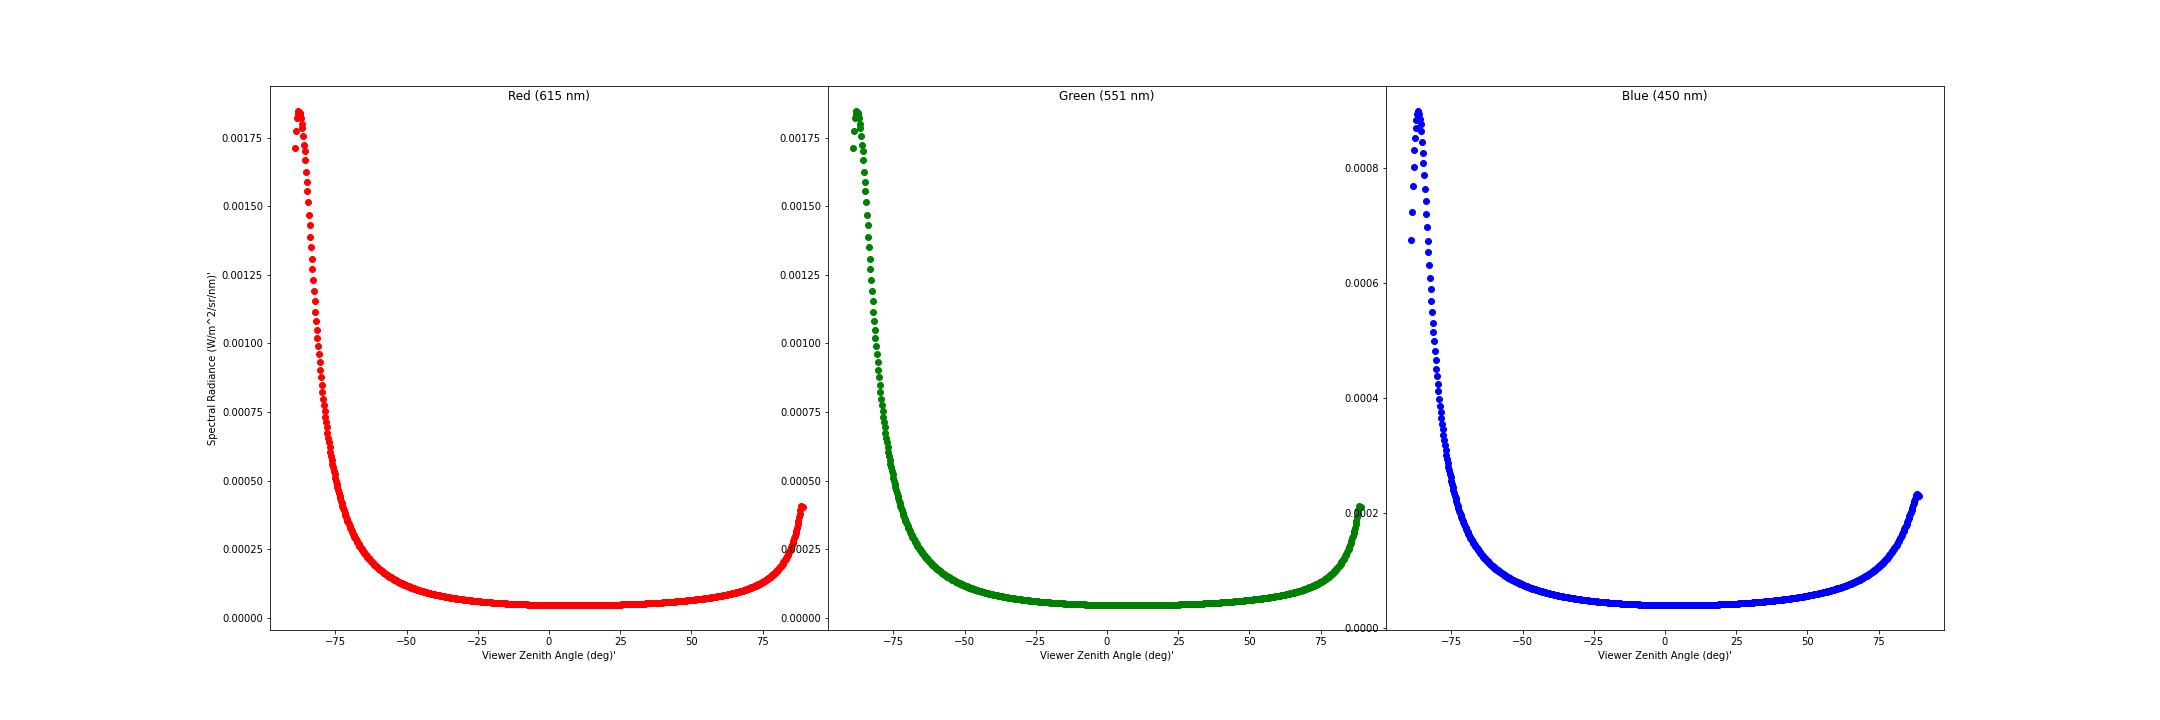 Red (615 nm)
Green (551 nm)
Blue (450 nm)
Spectral Radiance (W/m^2/sr/nm)'
0.00175
0.00150
0.00125
0.00100
0.00075
0.00050
0.00025
0.00000
−75 −50 −25 0 25 50 75
Viewer Zenith Angle (deg)'
0.00175
0.00150
0.00125
0.00100
0.00075
0.00050
0.00025
0.00000
−75 −50 −25 0 25 50 75
Viewer Zenith Angle (deg)'
0.0008
0.0006
0.0004
0.0002
0.0000
−75 −50 −25 0 25 50 75
Viewer Zenith Angle (deg)'